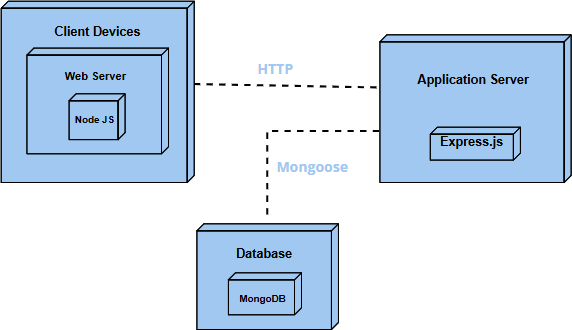 Client Devices
Web Server
Node JS
HTTP
Application Server
Express.js
Mongoose
Database
MongoDB